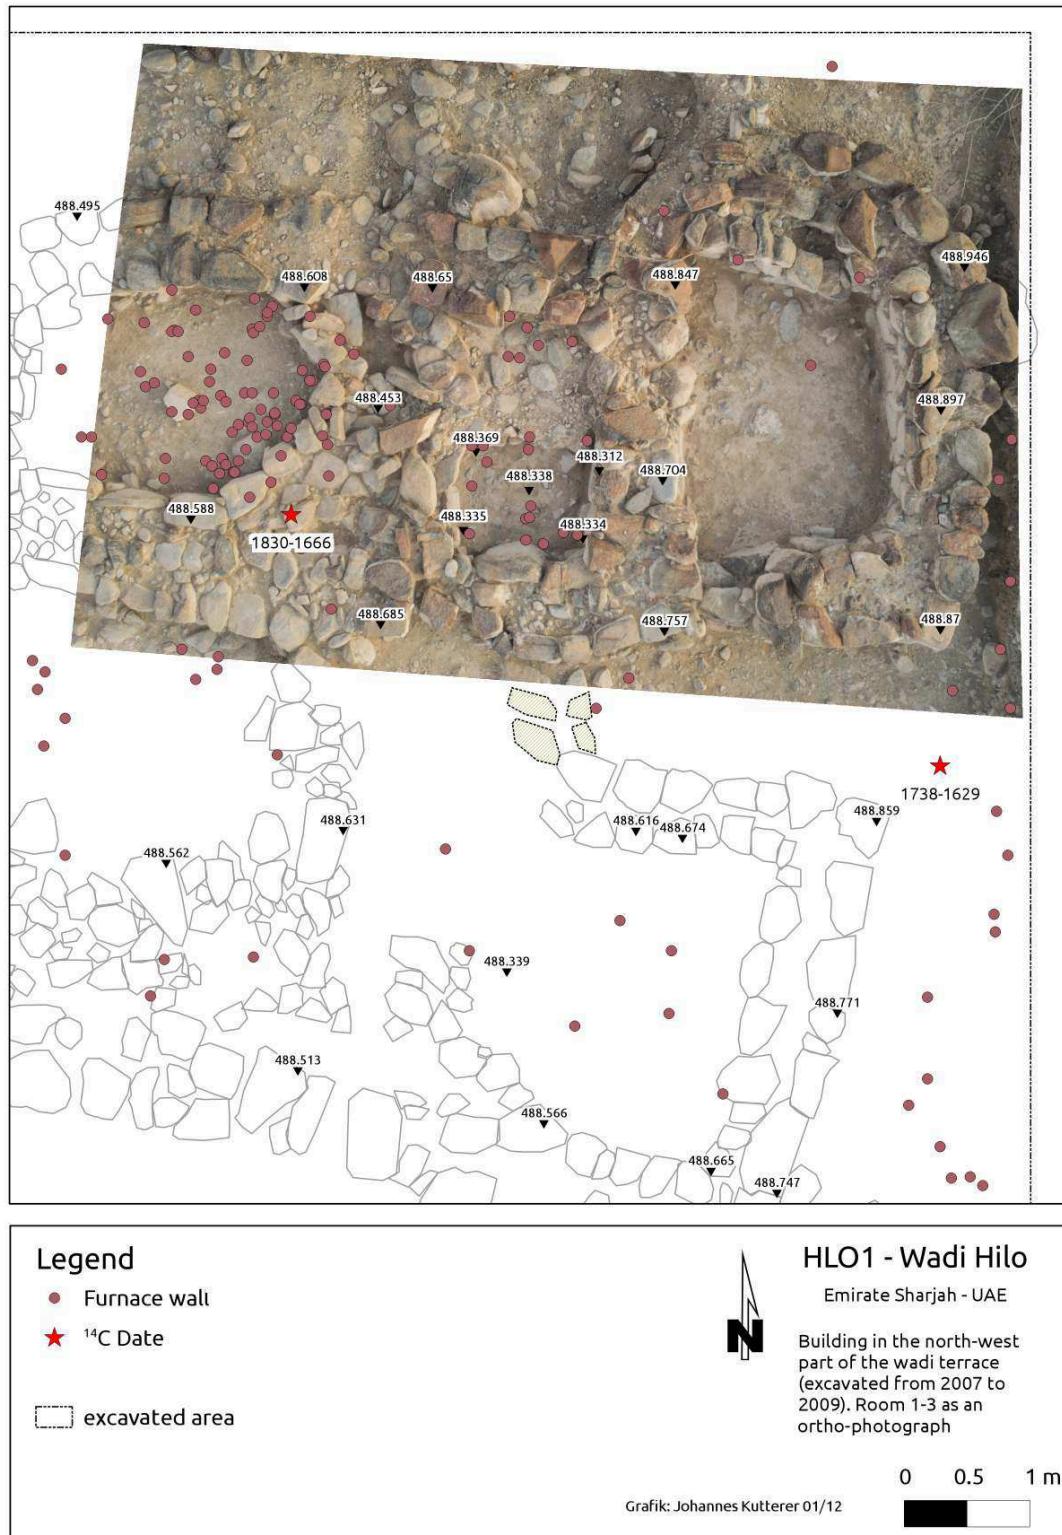 488.495
488.608
488.65
488.847
488.946
488.453
488.897
488.369
488.312
488.338
488.704
488.588
488.335
488.334
1830-1666
488.685
488.757
488.87
1738-1629
488.631
488.616
488.674
488.859
488.562
488.339
488.771
488.513
488.566
488.665
488.747
Legend
Furnace wall
14C Date
excavated area
N
HLO1 - Wadi Hilo
Emirate Sharjah - UAE
Building in the north-west
part of the wadi terrace
(excavated from 2007 to
2009). Room 1-3 as an
ortho-photograph
0 0.5 1 m
Grafik: Johannes Kutterer 01/12